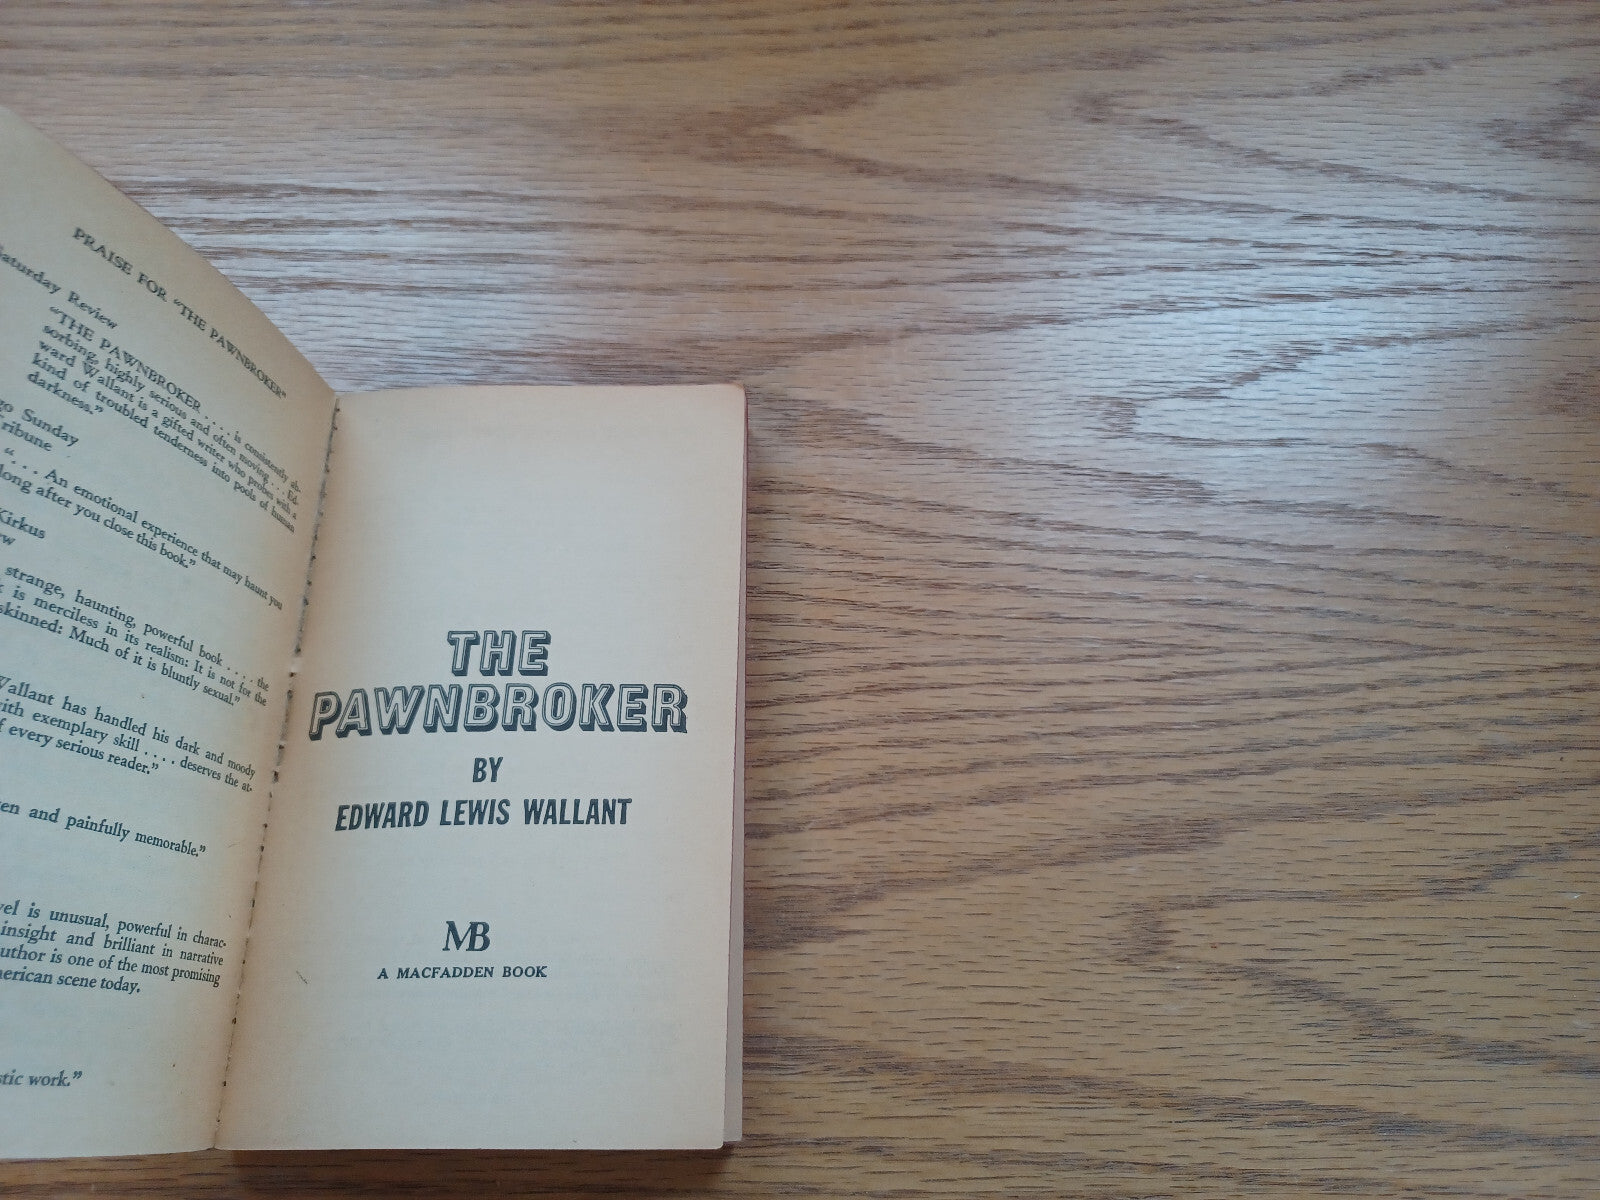 PRAISE FOR "THE PAWNBROKER"
Saturday Review
"THE PAWNBROKER . . . . is consistently ab-
sorbing, highly serious and often moving . . . Ed-
ward Wallant is a gifted writer who probes with a
kind of troubled tenderness into pools of human
darkness."
Sunday
Tribune
". . . An emotional experience that may haunt you
long after you close this book."
Kirkus
strange, haunting, powerful book . . . . the
is merciless in its realism: It is not for the
skinned: Much of it is bluntly sexual."
Wallant has handled his dark and moody
with exemplary skill . . . . deserves the at-
of every serious reader."
and painfully memorable."
is unusual, powerful in charac-
insight and brilliant in narrative
author is one of the most promising
scene today.
work."
THE
PAWNBROKER
BY
EDWARD LEWIS WALLANT
MB
A MACFADDEN BOOK